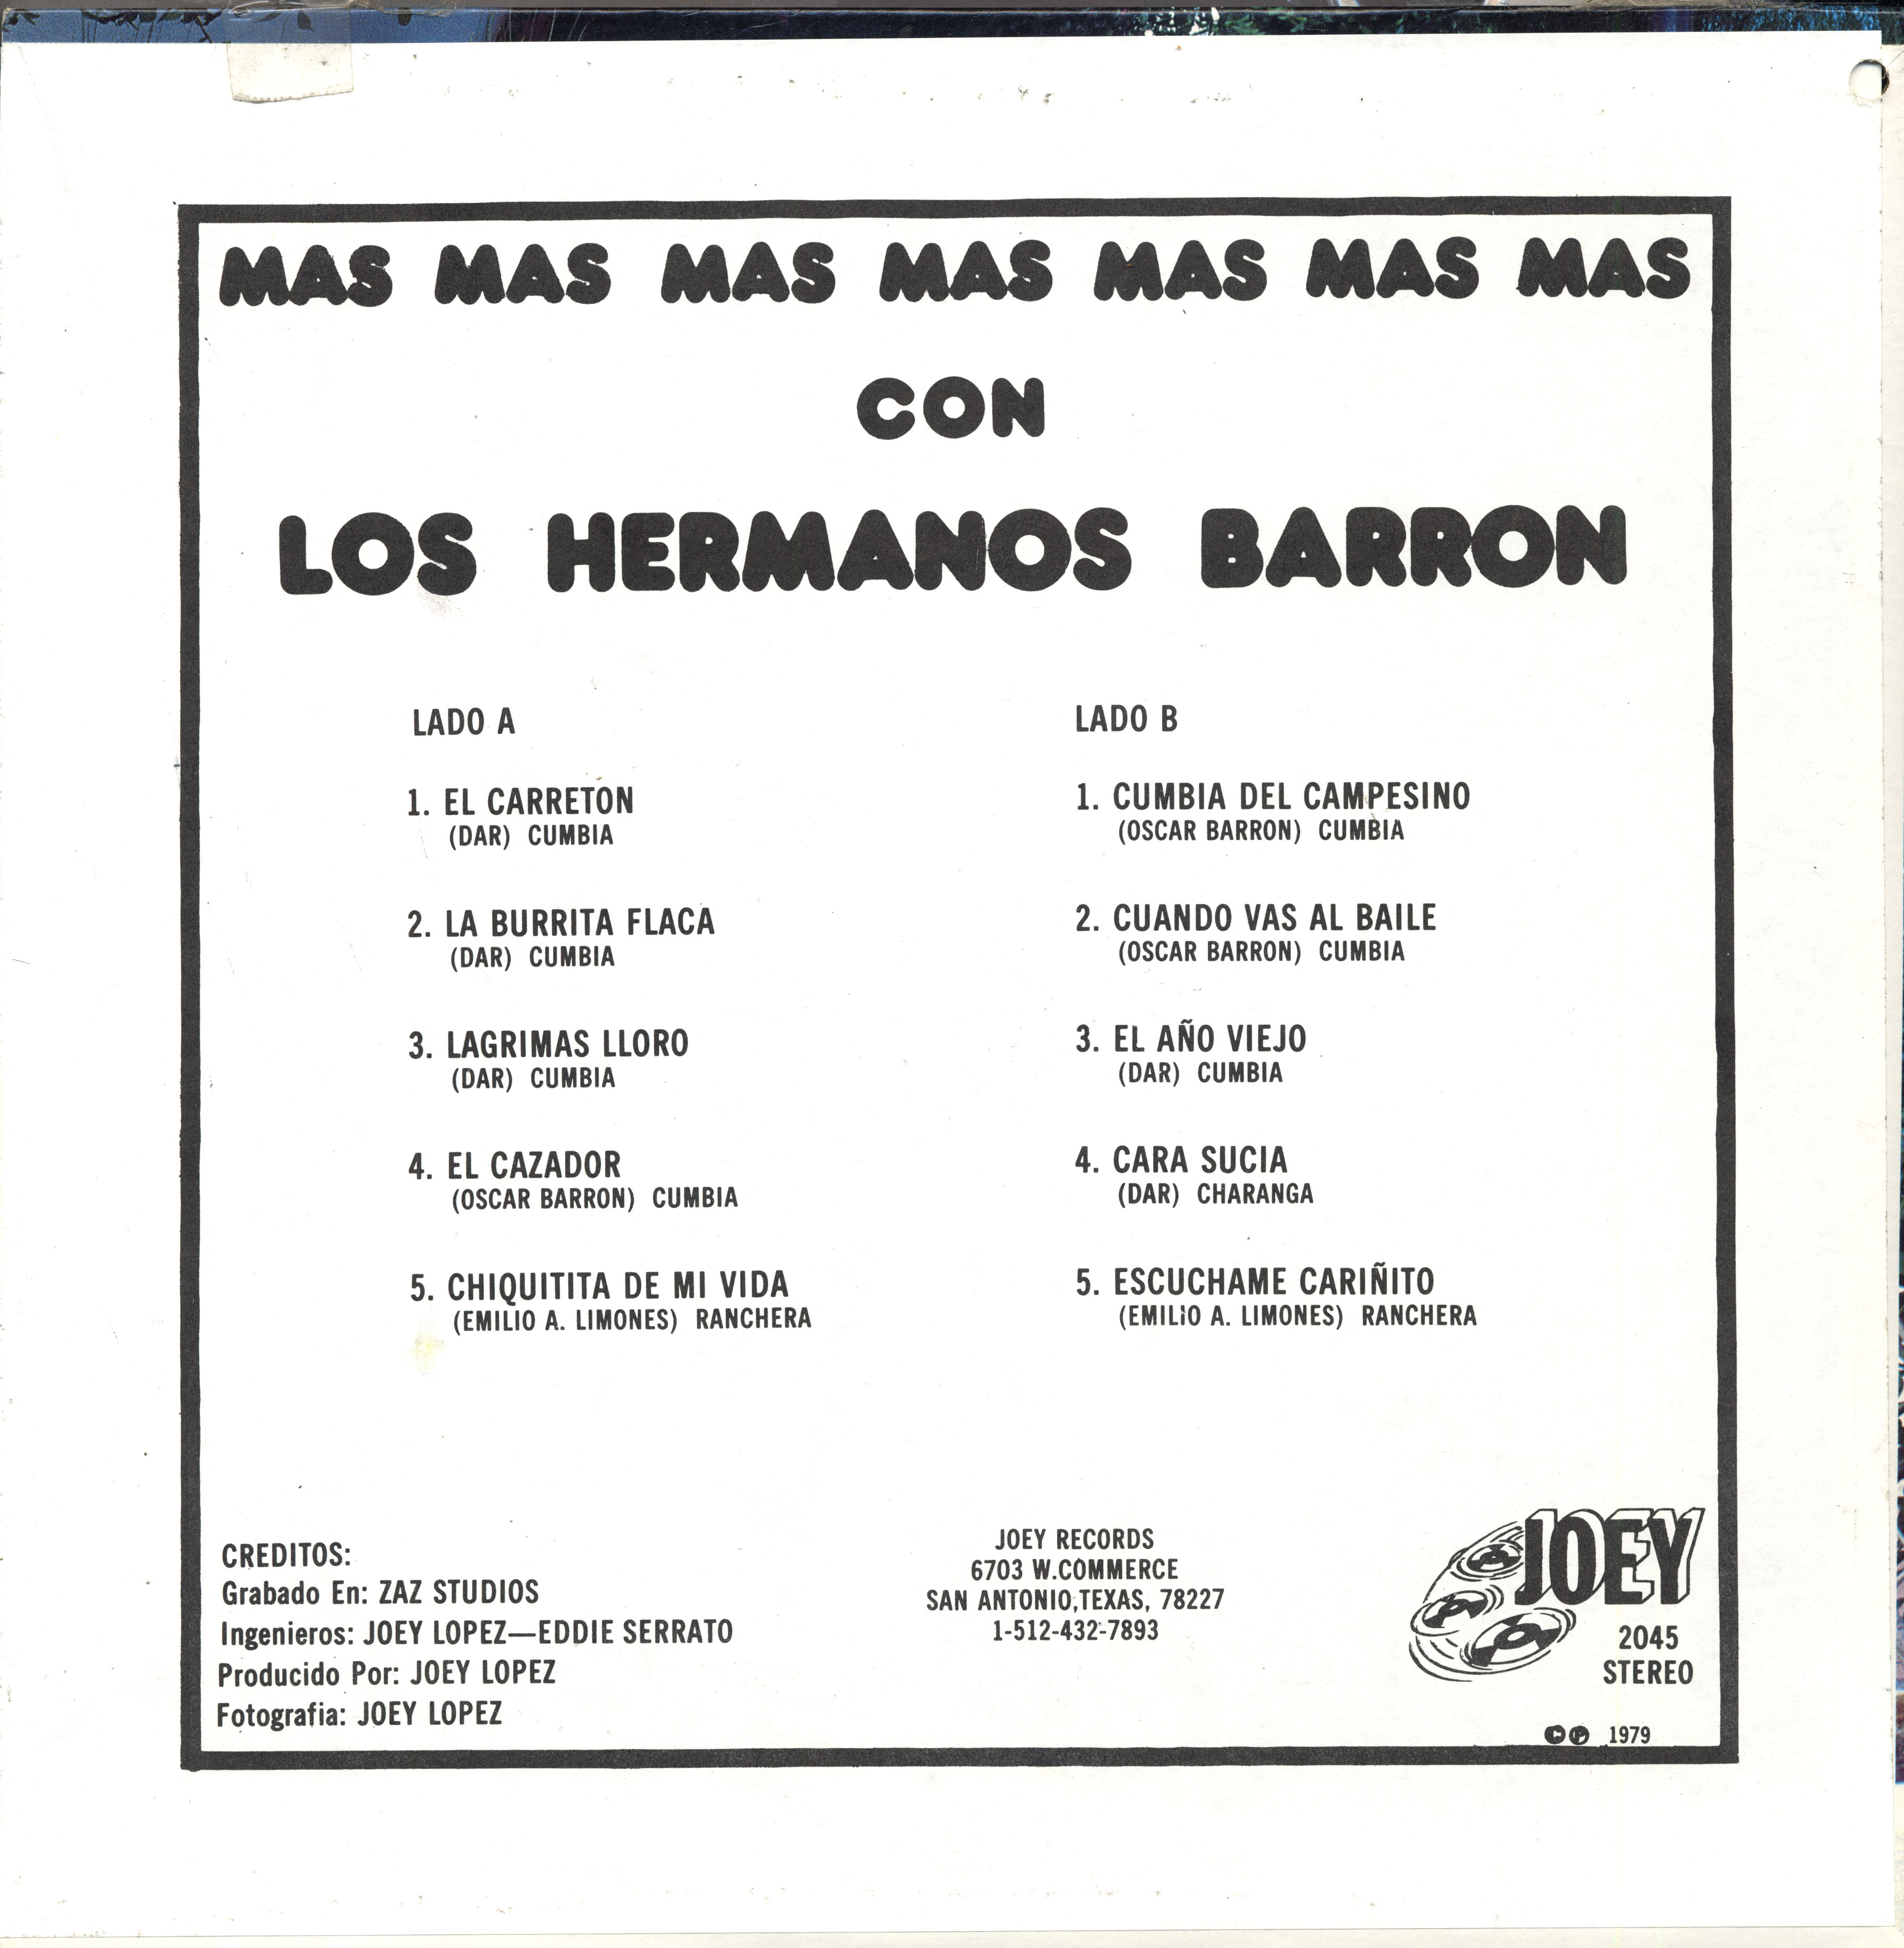 MAS MAS MAS MAS MAS MAS MAS
CON
LOS HERMANOS BARRON
LADO A
1. EL CARRETON
(DAR) CUMBIA
2. LA BURRITA FLACA
(DAR) CUMBIA
3. LAGRIMAS LLORO
(DAR) CUMBIA
4. EL CAZADOR
(OSCAR BARRON) CUMBIA
5. CHIQUITITA DE MI VIDA
(EMILIO A. LIMONES) RANCHERA
LADO B
1. CUMBIA DEL CAMPESINO
(OSCAR BARRON) CUMBIA
2. CUANDO VAS AL BAILE
(OSCAR BARRON) CUMBIA
3. EL AÑO VIEJO
(DAR) CUMBIA
4. CARA SUCIA
(DAR) CHARANGA
5. ESCUCHAME CARIÑITO
(EMILIO A. LIMONES) RANCHERA
CREDITOS:
Grabado En: ZAZ STUDIOS
Ingenieros: JOEY LOPEZ—EDDIE SERRATO
Producido Por: JOEY LOPEZ
Fotografia: JOEY LOPEZ
JOEY RECORDS
6703 W.COMMERCE
SAN ANTONIO,TEXAS, 78227
1-512-432-7893
JOEY
2045
STEREO
©℗ 1979